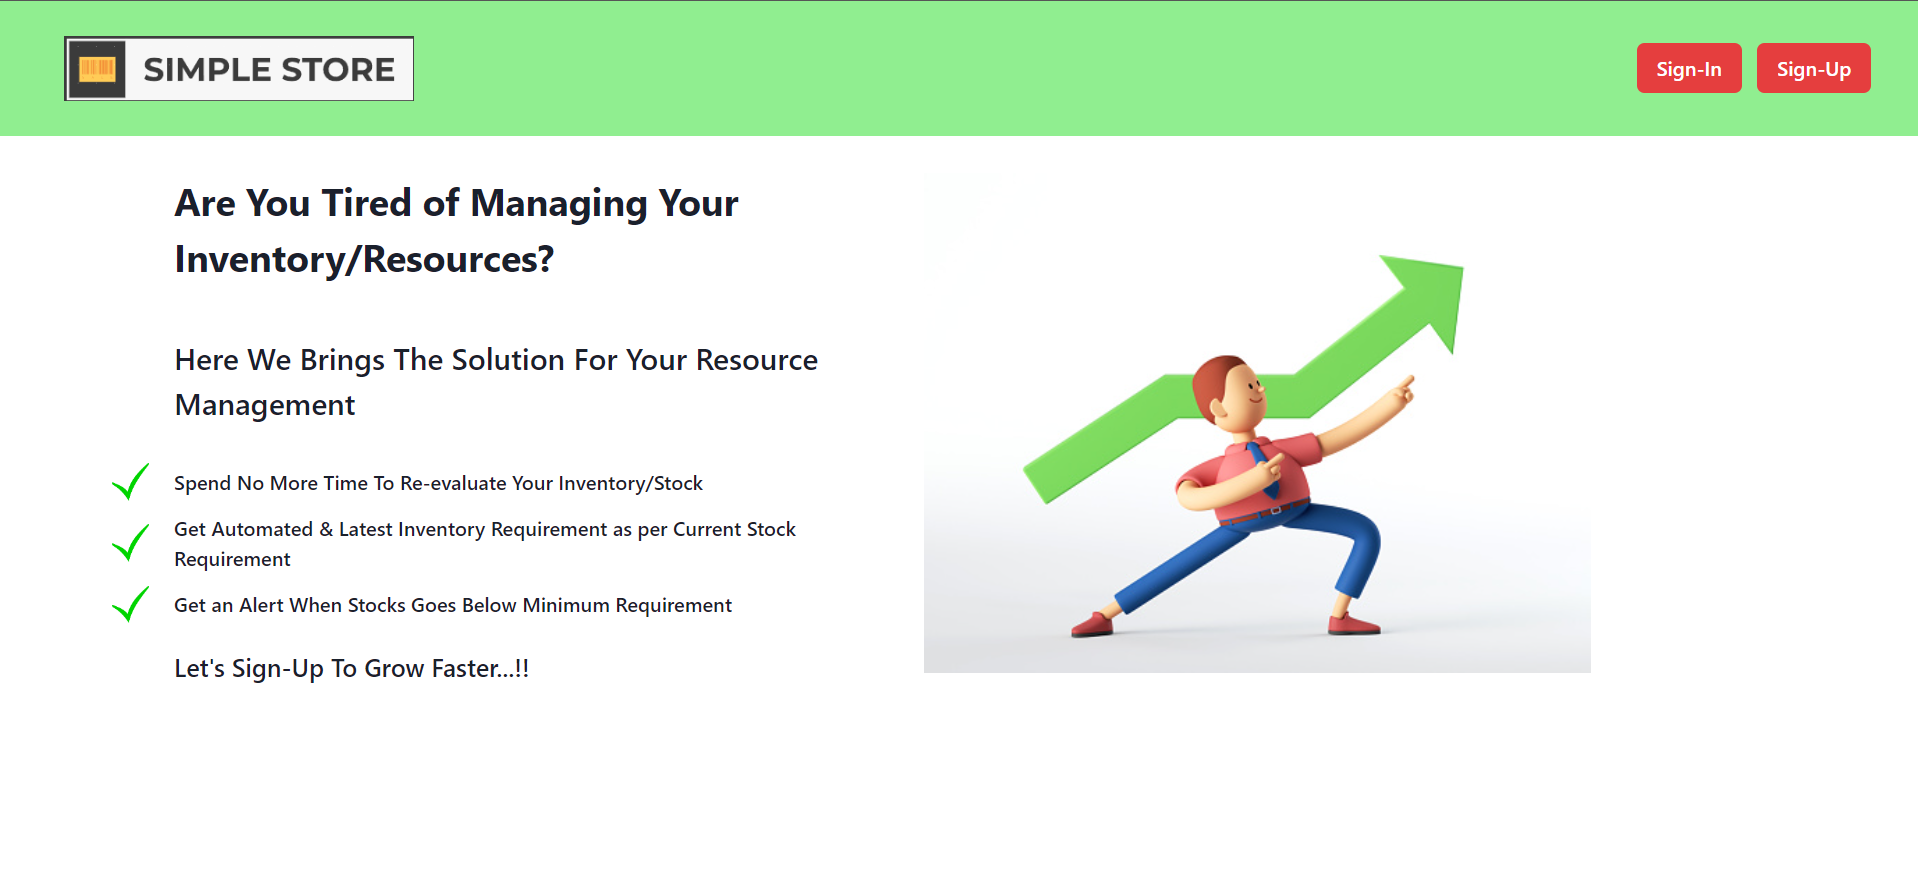 SIMPLE STORE
Sign-In
Sign-Up
Are You Tired of Managing Your
Inventory/Resources?
Here We Brings The Solution For Your Resource
Management
Spend No More Time To Re-evaluate Your Inventory/Stock
Get Automated & Latest Inventory Requirement as per Current Stock
Requirement
Get an Alert When Stocks Goes Below Minimum Requirement
Let's Sign-Up To Grow Faster...!!